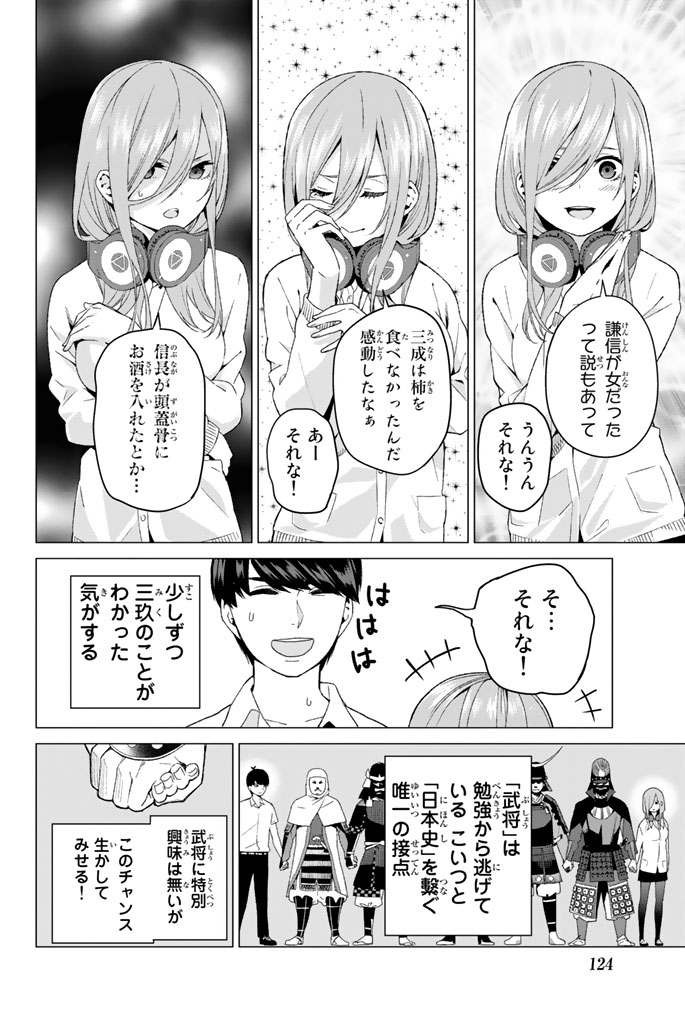 謙信が女だった
って説もあって
うんうん
それな！
三成は柿を
食べなかったんだ
感動したなぁ
あー
それな！
信長が頭蓋骨に
お酒を入れたとか…
そ…
それな！
ははは
少しずつ
三玖のことが
わかった
気がする
「武将」は
勉強から逃げて
いる こいつと
「日本史」を繋ぐ
唯一の接点
武将に特別
興味は無いが
このチャンス
生かして
みせる！
124